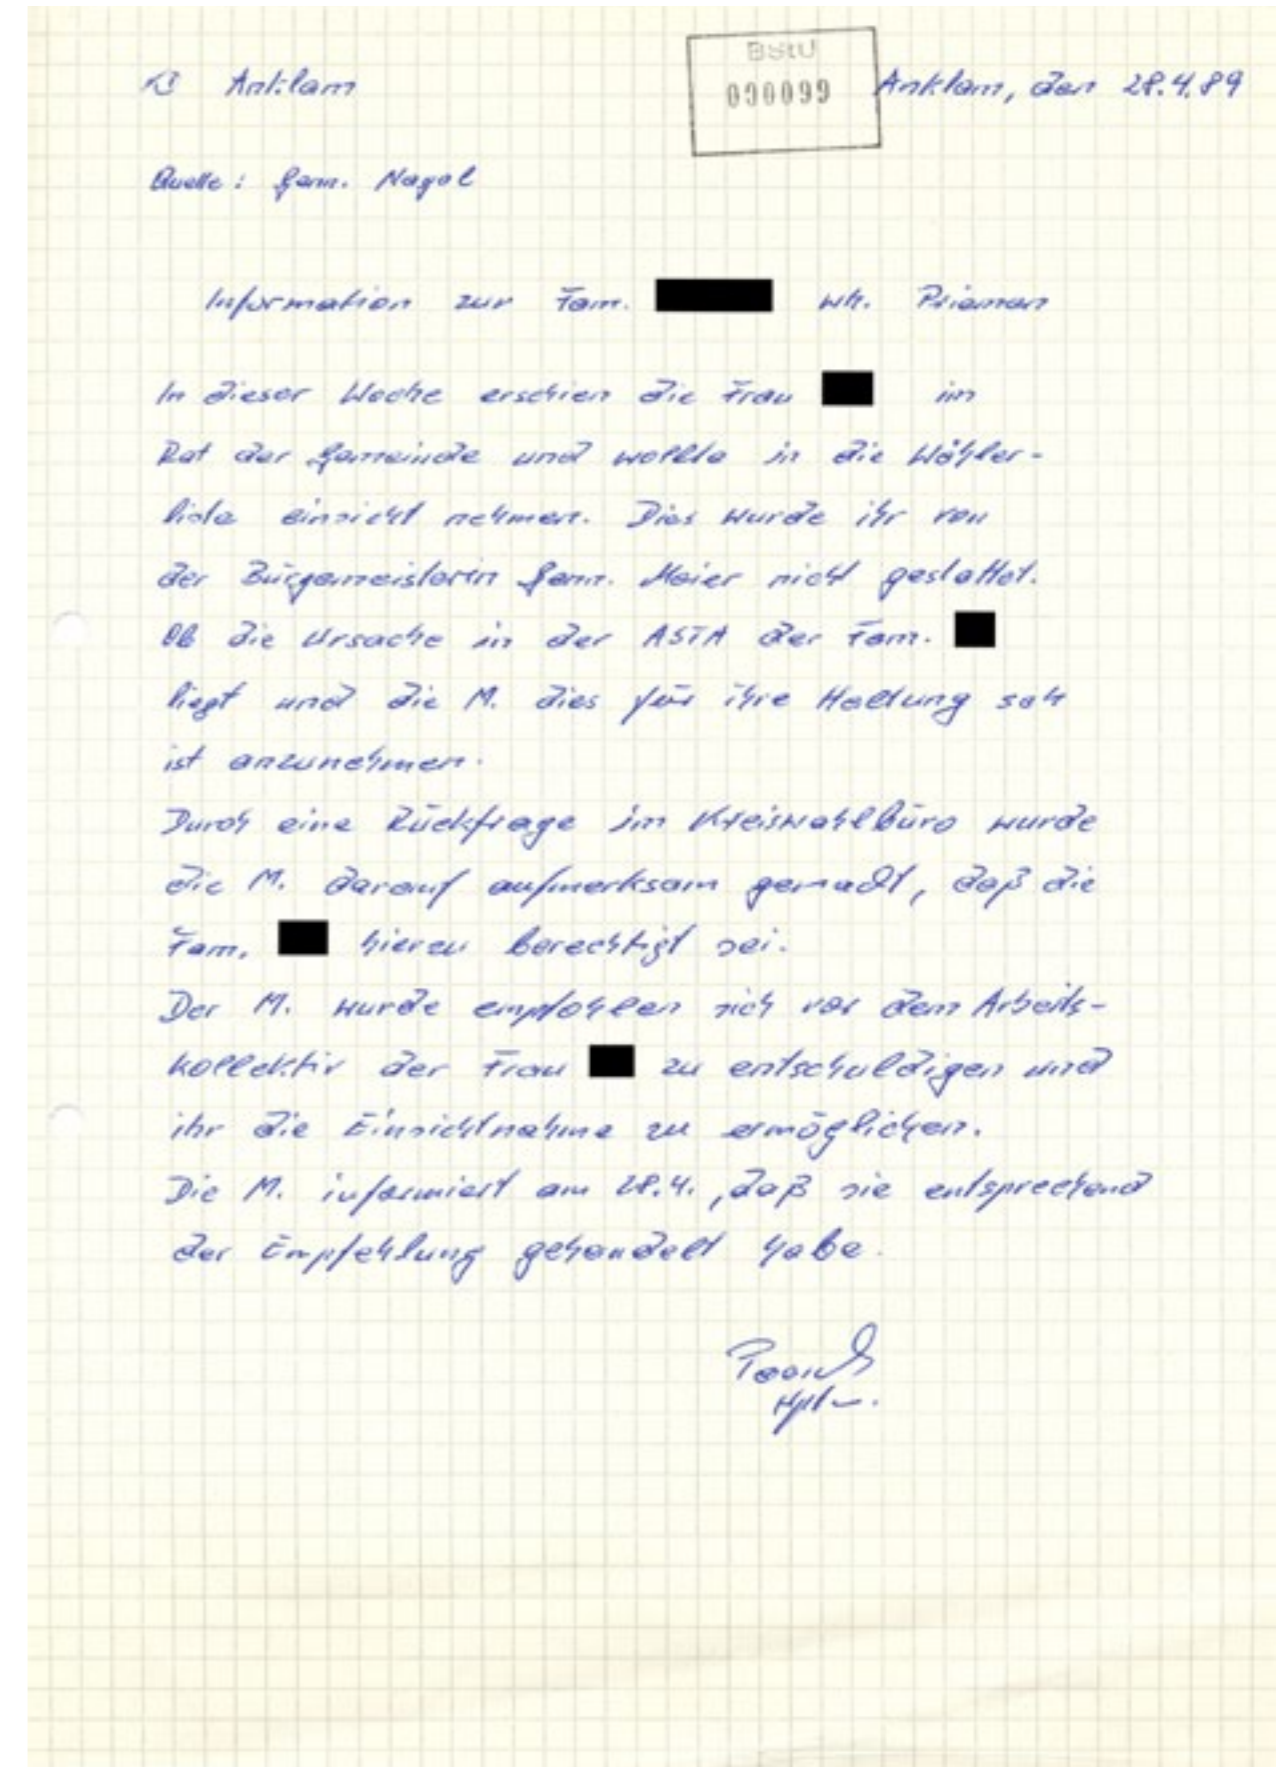 KD Anklam
BStU
000099
Anklam, den 28.4.89
Quelle: Genn. Nagel
Information zur Fam. wh. Priemen
In dieser Woche erschien die Frau im
Rat der Gemeinde und wollte in die Wähler-
liste einsicht nehmen. Dies wurde ihr von
der Bürgermeisterin Genn. Meier nicht gestattet.
Ob die Ursache in der ASTA der Fam.
liegt und die M. dies für ihre Haltung sah
ist anzunehmen.
Durch eine Rückfrage im Kreiswahlbüro wurde
die M. darauf aufmerksam gemacht, daß die
Fam. hierzu berechtigt sei.
Der M. wurde empfohlen sich vor dem Arbeits-
kollektiv der Frau zu entschuldigen und
ihr die Einsichtnahme zu ermöglichen.
Die M. informiert am 28.4., daß sie entsprechend
der Empfehlung gehandelt habe.